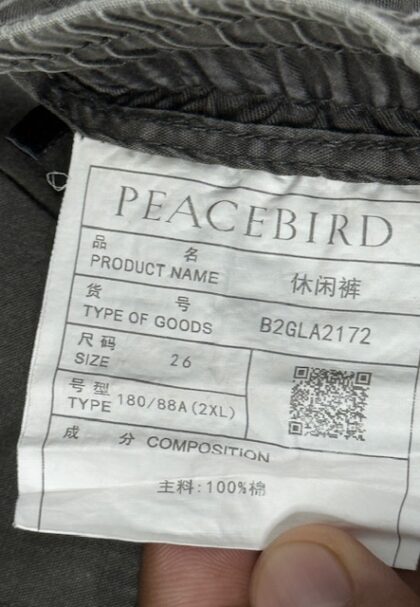 PEACEBIRD
品 名 休闲裤
PRODUCT NAME
货 号
TYPE OF GOODS B2GLA2172
尺码
SIZE 26
号型
TYPE 180/88A(2XL)
成 分 COMPOSITION
主料:100%棉